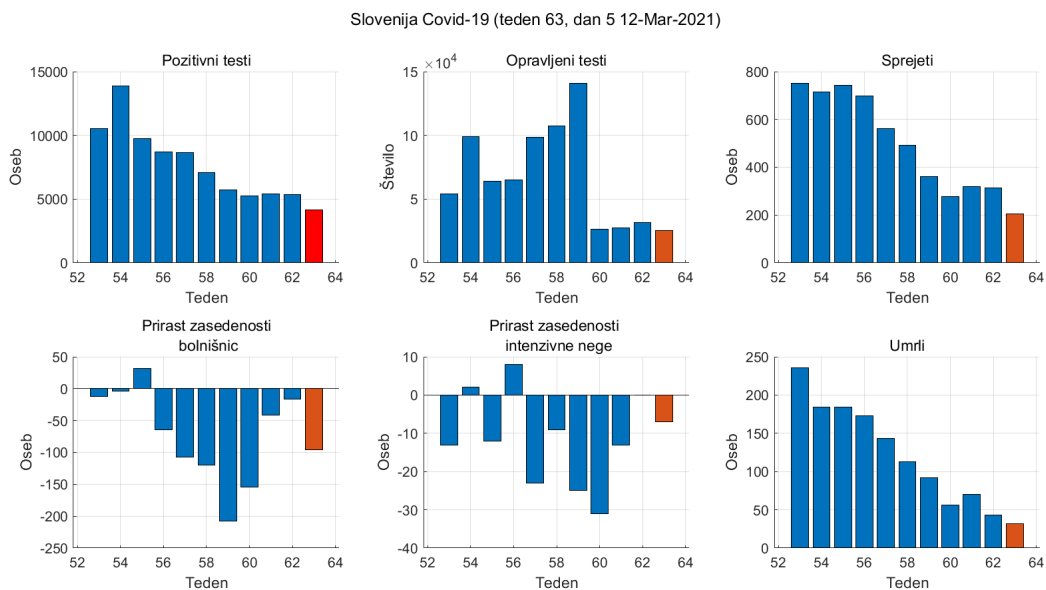 Slovenija Covid-19 (teden 63, dan 5 12-Mar-2021)
Pozitivni testi
15000
10000
5000
0
Oseb
52 54 56 58 60 62 64
Teden
Opravljeni testi
×10^4
15
10
5
0
Število
52 54 56 58 60 62 64
Teden
Sprejeti
800
600
400
200
0
Oseb
52 54 56 58 60 62 64
Teden
Prirast zasedenosti
bolnišnic
50
0
-50
-100
-150
-200
-250
Oseb
52 54 56 58 60 62 64
Teden
Prirast zasedenosti
intenzivne nege
10
0
-10
-20
-30
-40
Oseb
52 54 56 58 60 62 64
Teden
Umrli
250
200
150
100
50
0
Oseb
52 54 56 58 60 62 64
Teden